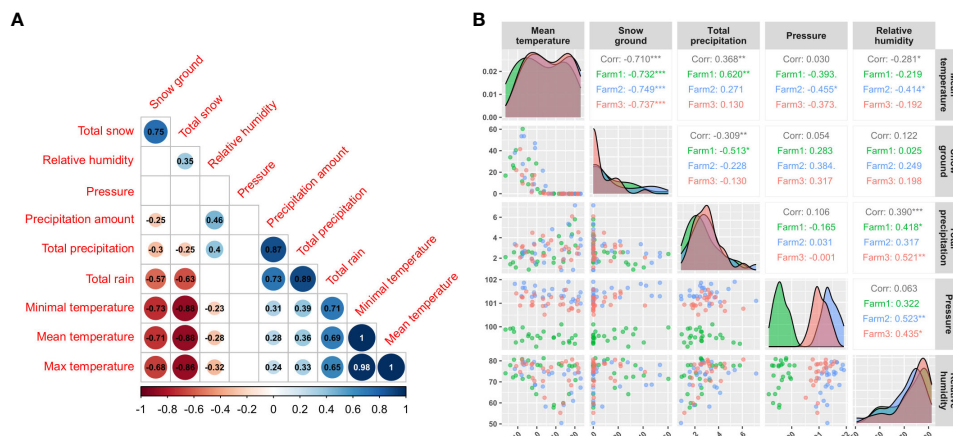 A
Snow ground
Total snow
Relative humidity
Pressure
Precipitation amount
Total precipitation
Total rain
Minimal temperature
Mean temperature
Total snow
0.75
Relative humidity
0.35
Pressure
Precipitation amount
-0.25
0.46
Total precipitation
-0.3
-0.25
0.4
0.87
Total rain
-0.57
-0.63
0.73
0.89
Minimal temperature
-0.73
-0.23
0.31
0.39
0.71
Mean temperature
-0.71
-0.28
0.28
0.36
0.69
1
Max temperature
-0.68
-0.32
0.24
0.33
0.65
0.98
1
-1 -0.8 -0.6 -0.4 -0.2 0 0.2 0.4 0.6 0.8 1
B
Mean temperature
Snow ground
Total precipitation
Pressure
Relative humidity
0.02
0.01
0.00
Corr: -0.710***
Farm1: -0.732***
Farm2: -0.749***
Farm3: -0.737***
Corr: 0.368**
Farm1: 0.620**
Farm2: 0.271
Farm3: 0.130
Corr: 0.030
Farm1: -0.393.
Farm2: -0.455*
Farm3: -0.373.
Corr: -0.281*
Farm1: -0.219
Farm2: -0.414*
Farm3: -0.192
temperature
60
40
20
0
Corr: -0.309**
Farm1: -0.513*
Farm2: -0.228
Farm3: -0.130
Corr: 0.054
Farm1: 0.283
Farm2: 0.384.
Farm3: 0.317
Corr: 0.122
Farm1: 0.025
Farm2: 0.249
Farm3: 0.198
ground
6
4
2
Corr: 0.106
Farm1: -0.165
Farm2: 0.031
Farm3: -0.001
Corr: 0.390***
Farm1: 0.418*
Farm2: 0.317
Farm3: 0.521**
precipitation
102
101
100
Corr: 0.063
Farm1: 0.322
Farm2: 0.523**
Farm3: 0.435*
Pressure
80
70
60
50
humidity